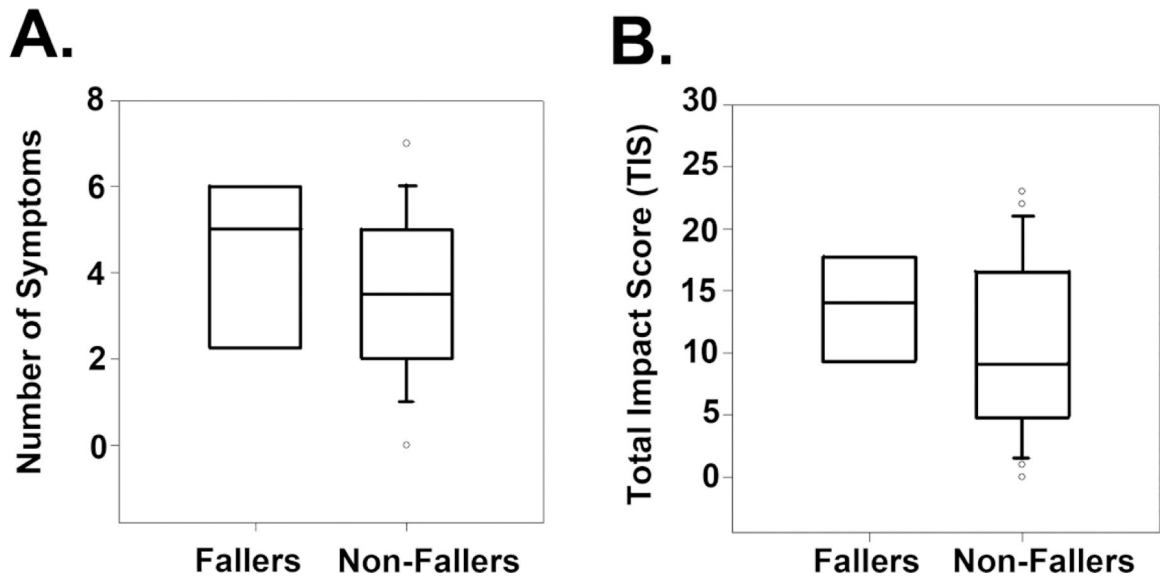 A.
Number of Symptoms
8
6
4
2
0
Fallers Non-Fallers
B.
Total Impact Score (TIS)
30
25
20
15
10
5
0
Fallers Non-Fallers